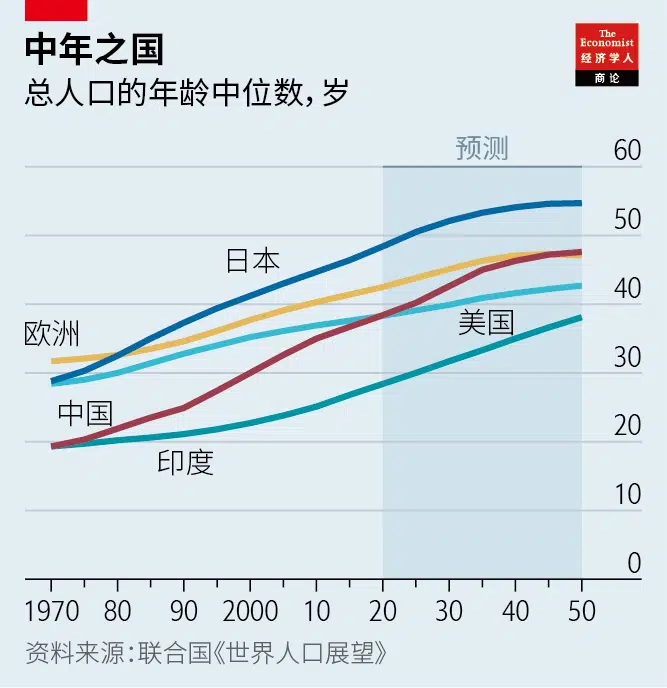 中年之国
总人口的年龄中位数，岁
The
Economist
经济学人
商论
预测
60
50
日本
40
欧洲
美国
30
中国
20
印度
10
0
1970 80 90 2000 10 20 30 40 50
资料来源：联合国《世界人口展望》